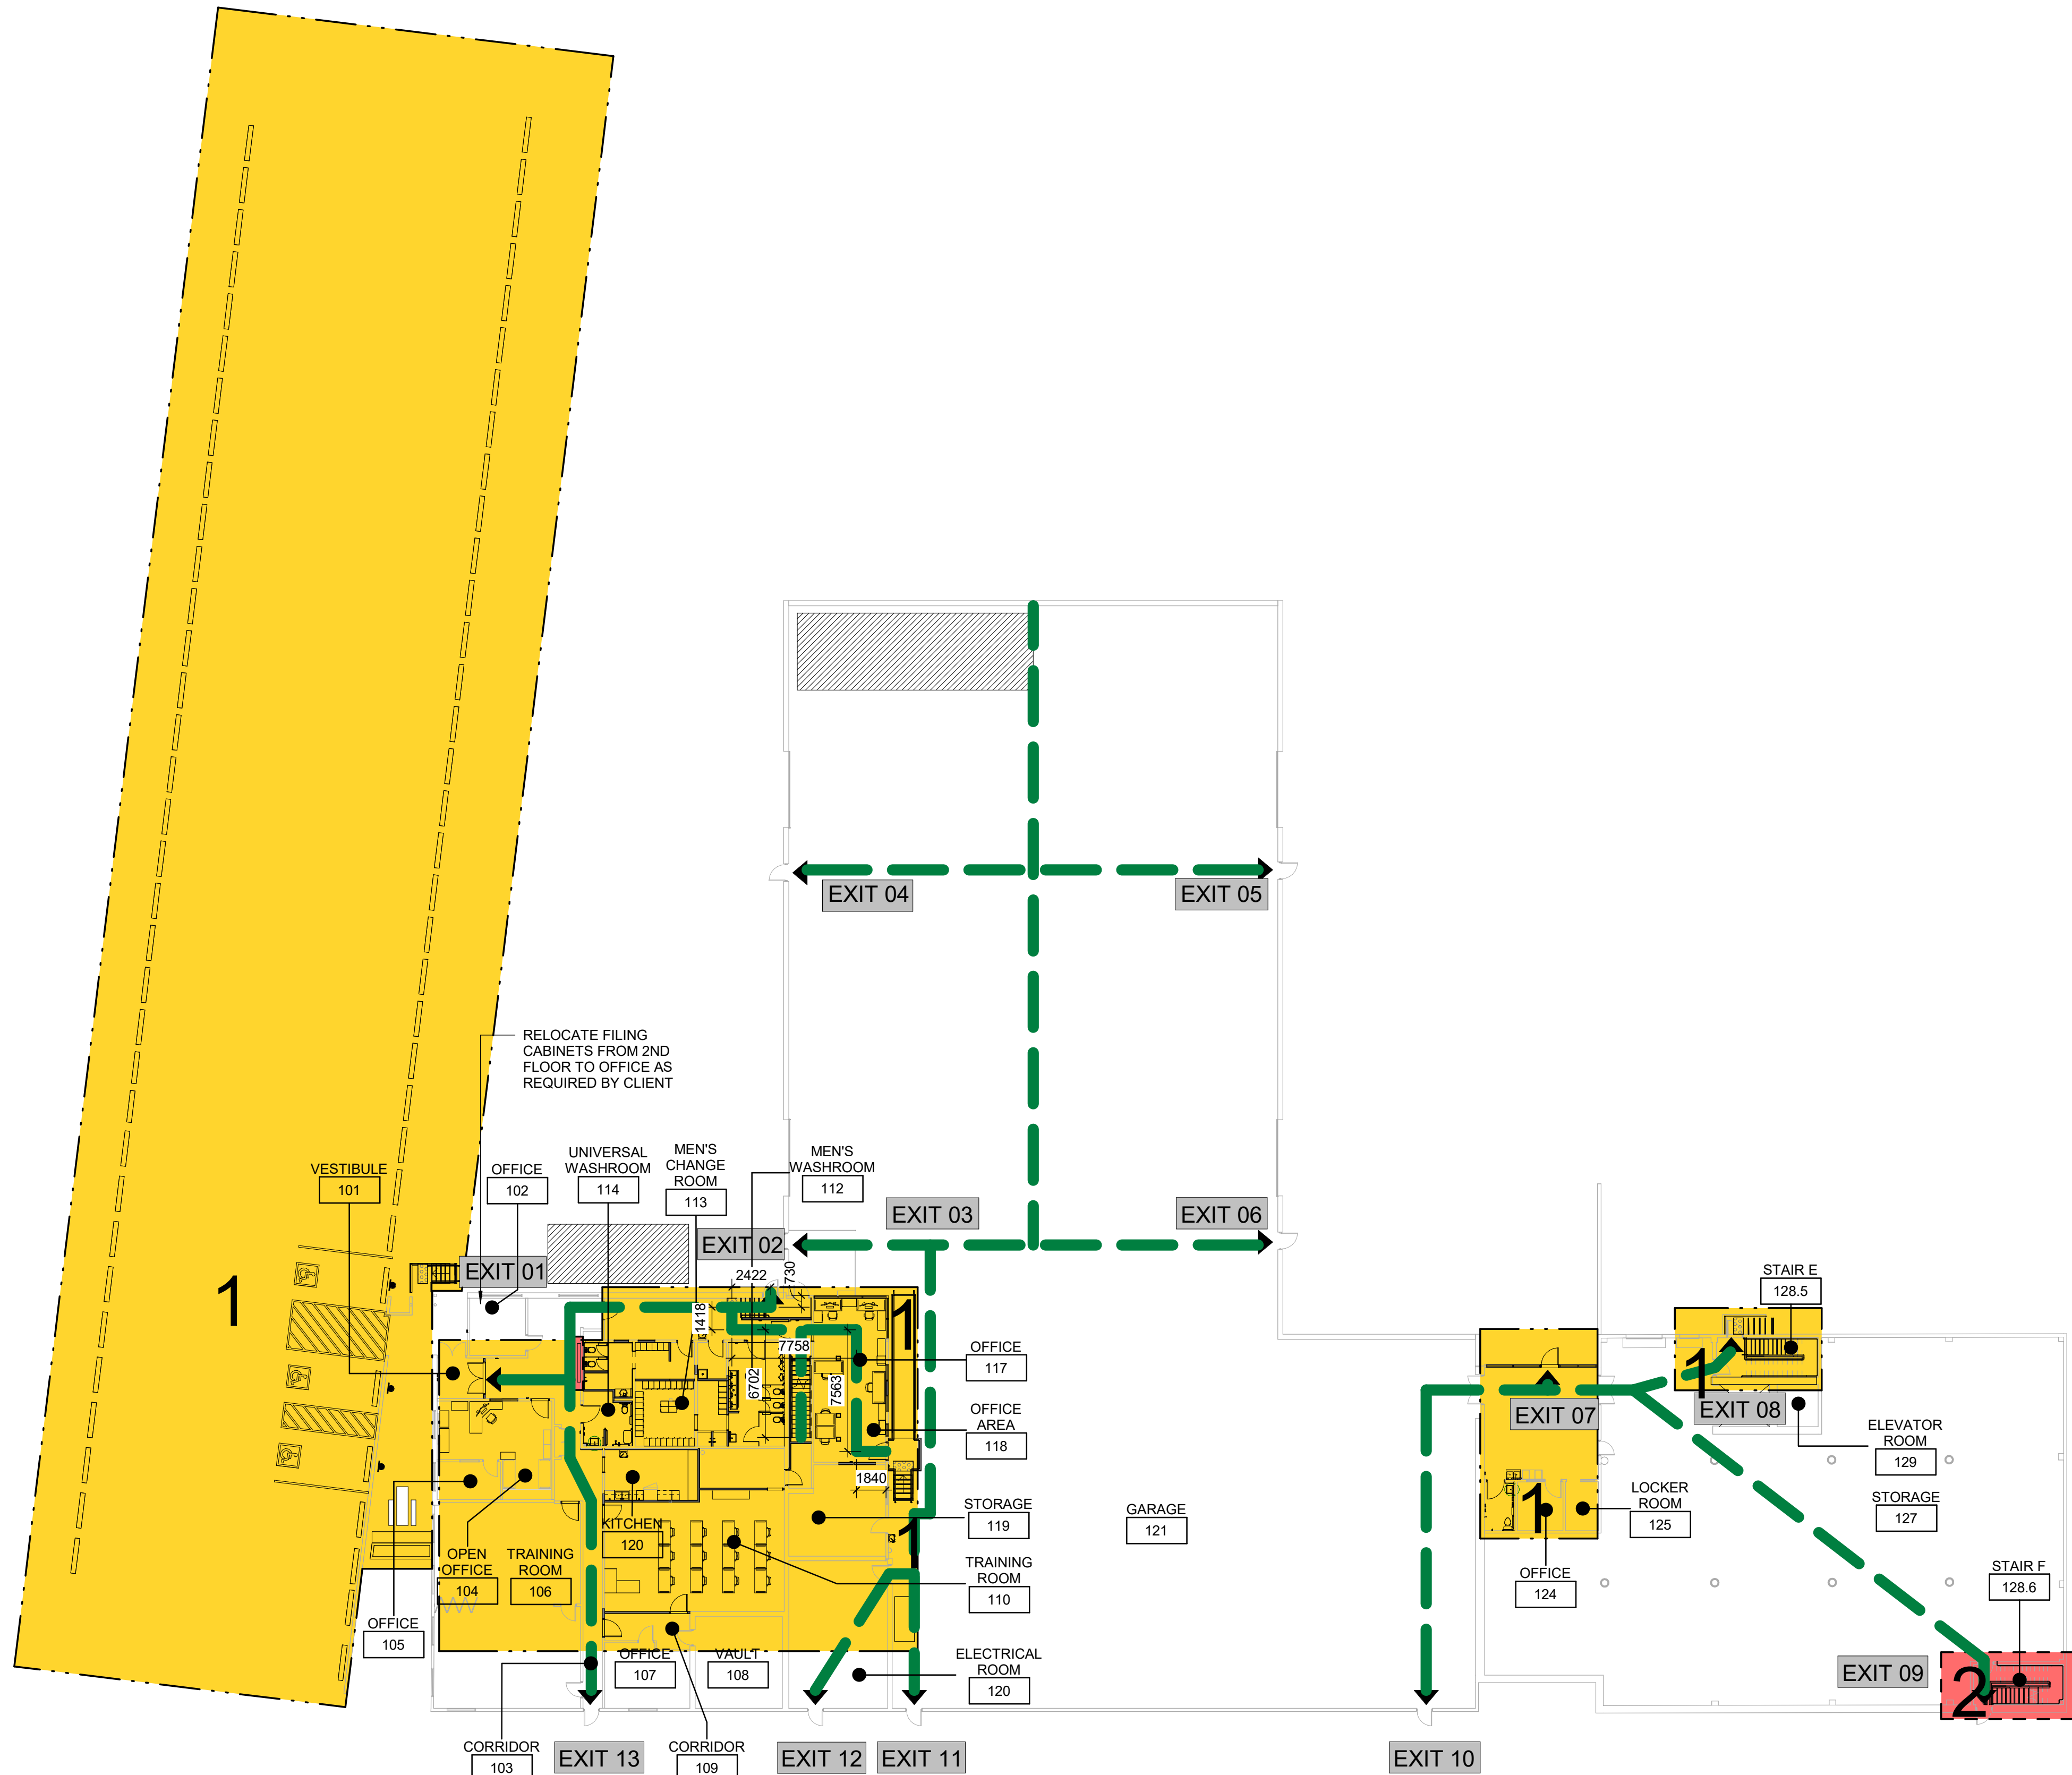 EXIT 04
EXIT 05
RELOCATE FILING
CABINETS FROM 2ND
FLOOR TO OFFICE AS
REQUIRED BY CLIENT
VESTIBULE
101
OFFICE
102
UNIVERSAL
WASHROOM
114
MEN'S
CHANGE
ROOM
113
MEN'S
WASHROOM
112
EXIT 03
EXIT 06
EXIT 02
EXIT 01
1
2422
730
1418
7758
6702
7563
1840
1
OFFICE
117
OFFICE
AREA
118
STORAGE
119
1
TRAINING
ROOM
110
ELECTRICAL
ROOM
120
KITCHEN
120
OPEN
OFFICE
104
TRAINING
ROOM
106
OFFICE
105
OFFICE
107
VAULT
108
CORRIDOR
103
EXIT 13
CORRIDOR
109
EXIT 12
EXIT 11
GARAGE
121
EXIT 10
STAIR E
128.5
1
EXIT 07
EXIT 08
ELEVATOR
ROOM
129
LOCKER
ROOM
125
STORAGE
127
1
OFFICE
124
STAIR F
128.6
EXIT 09
2